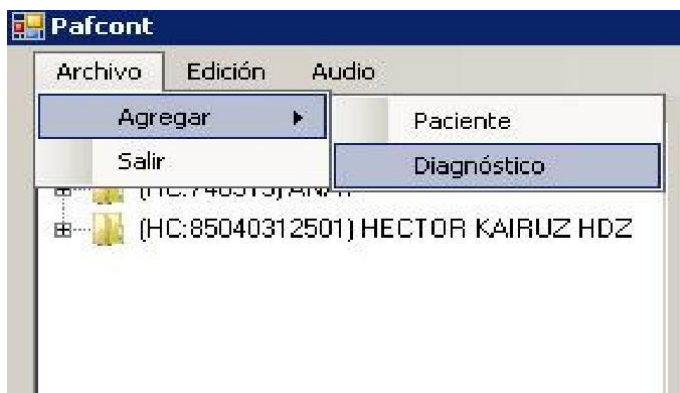 Pafcont
Archivo Edición Audio
Agregar Paciente
Salir Diagnóstico
(HC:85040312501) HECTOR KAIRUZ HDZ